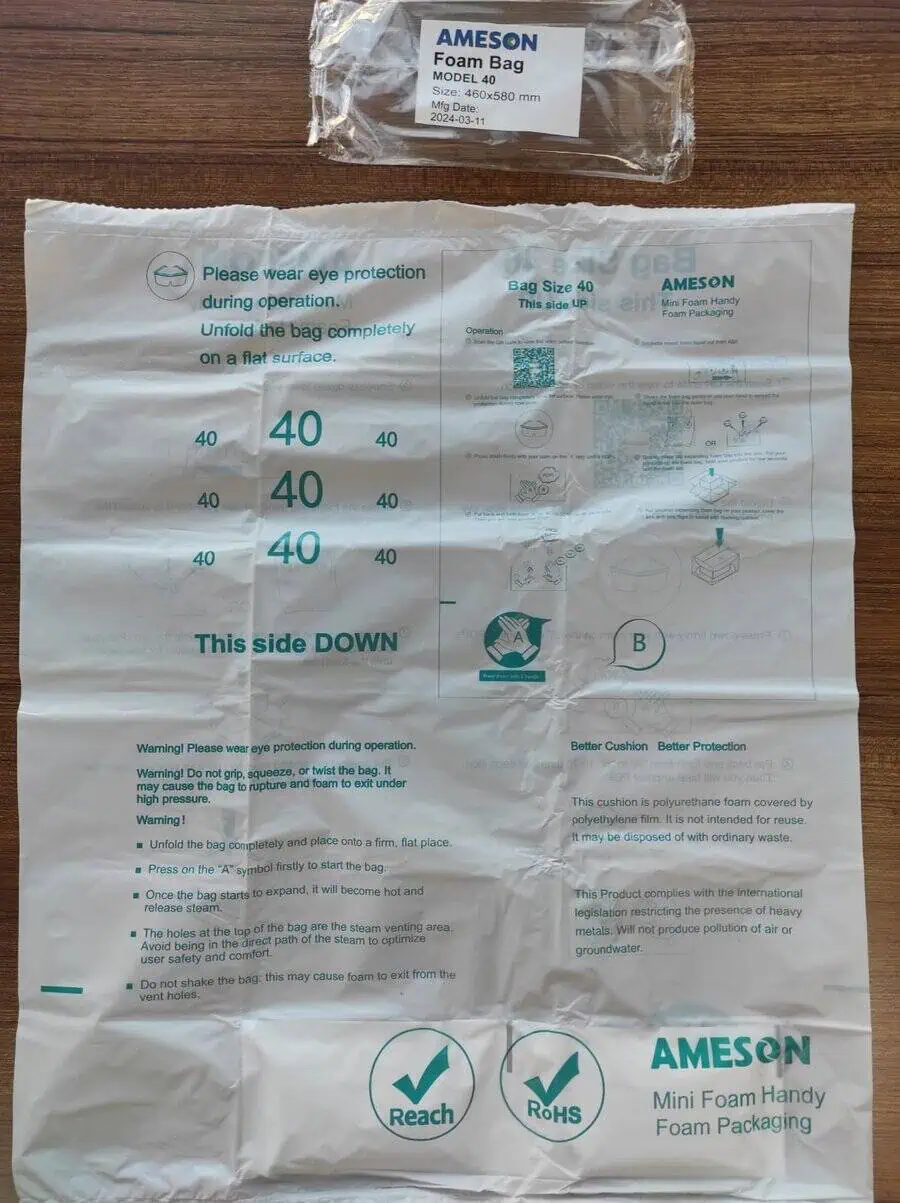 AMESON
Foam Bag
MODEL 40
Size: 460x580 mm
Mfg Date:
2024-03-11
Please wear eye protection
during operation.
Unfold the bag completely
on a flat surface.
40 40 40
40 40 40
40 40 40
This side DOWN
Bag Size 40
This side UP
AMESON
Mini Foam Handy
Foam Packaging
Operation
OR
A
B
Warning! Please wear eye protection during operation.
Warning! Do not grip, squeeze, or twist the bag. It
may cause the bag to rupture and foam to exit under
high pressure.
Warning!
Unfold the bag completely and place onto a firm, flat place.
Press on the "A" symbol firstly to start the bag.
Once the bag starts to expand, it will become hot and
release steam.
The holes at the top of the bag are the steam venting area.
Avoid being in the direct path of the steam to optimize
user safety and comfort.
Do not shake the bag: this may cause foam to exit from the
vent holes.
Better Cushion Better Protection
This cushion is polyurethane foam covered by
polyethylene film. It is not intended for reuse.
It may be disposed of with ordinary waste.
This Product complies with the international
legislation restricting the presence of heavy
metals. Will not produce pollution of air or
groundwater.
Reach
RoHS
AMESON
Mini Foam Handy
Foam Packaging